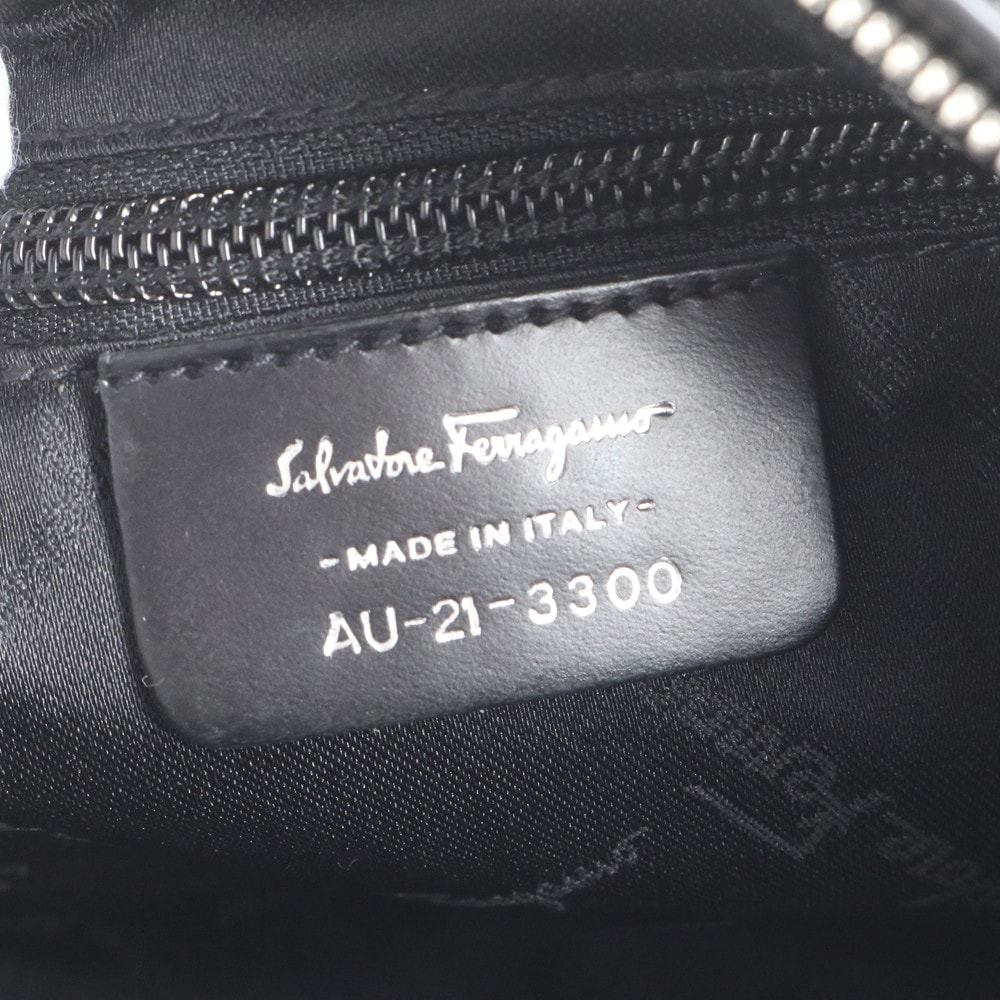 Salvatore Ferragamo
-MADE IN ITALY-
AU-21-3300